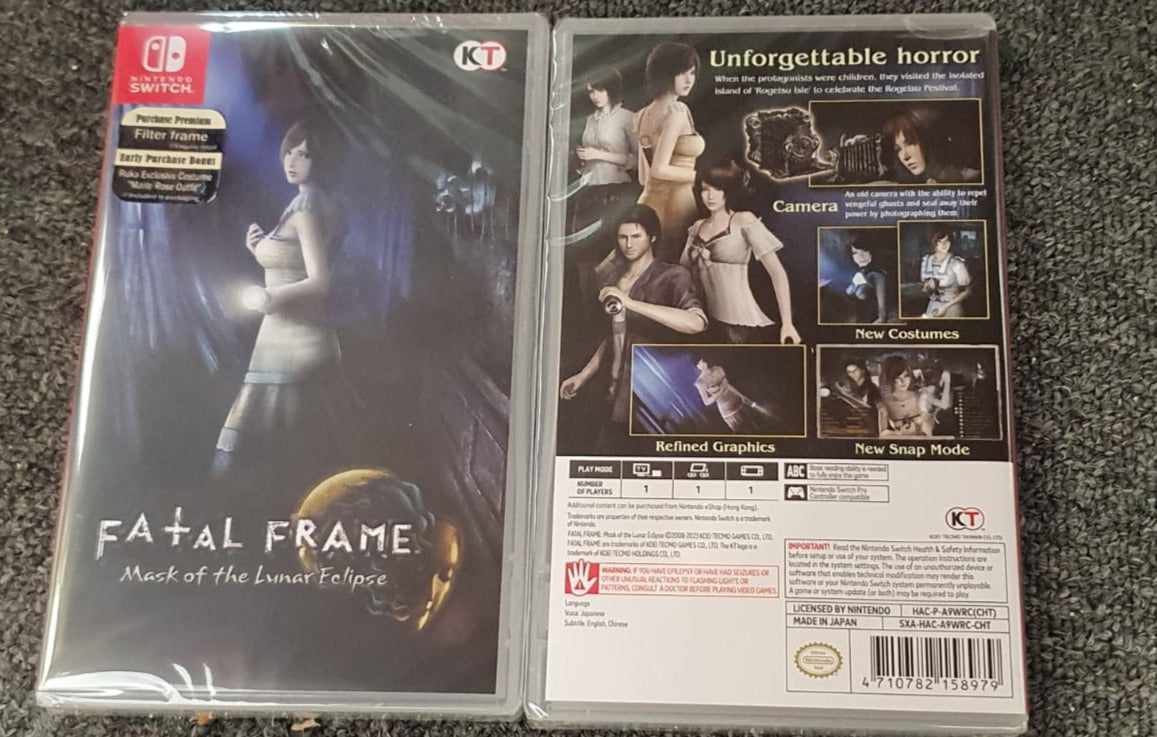 NINTENDO
SWITCH™
KT
Purchase Premium
Filter frame
Early Purchase Bonus
Ruka Exclusive Costume
"Marie Rose Outfit"
FATAL FRAME
Mask of the Lunar Eclipse
Unforgettable horror
When the protagonists were children, they visited the isolated
island of 'Rogetsu Isle' to celebrate the Rogetsu Festival.
Camera
An old camera with the ability to repel
vengeful ghosts and seal away their
power by photographing them.
New Costumes
Refined Graphics
New Snap Mode
PLAY MODE
TV
NUMBER
OF PLAYERS
1
1
1
ABC
Basic reading ability is needed
to fully enjoy this game
Nintendo Switch Pro
Controller compatible
Additional content can be purchased from Nintendo eShop (Hong Kong).
Trademarks are properties of their respective owners. Nintendo Switch is a trademark
of Nintendo.
FATAL FRAME: Mask of the Lunar Eclipse ©2008-2023 KOEI TECMO GAMES CO., LTD.
FATAL FRAME are trademarks of KOEI TECMO GAMES CO., LTD. The KT logo is a
trademark of KOEI TECMO HOLDINGS CO., LTD.
WARNING: IF YOU HAVE EPILEPSY OR HAVE HAD SEIZURES OR
OTHER UNUSUAL REACTIONS TO FLASHING LIGHTS OR
PATTERNS, CONSULT A DOCTOR BEFORE PLAYING VIDEO GAMES.
Language
Voice: Japanese
Subtitle: English, Chinese
KT
KOEI TECMO TAIWAN CO., LTD.
IMPORTANT! Read the Nintendo Switch Health & Safety Information
before setup or use of your system. The operation instructions are
located in the system settings. The use of an unauthorized device or
software that enables technical modification may render this
software or your Nintendo Switch system permanently unplayable.
A game or system update (or both) may be required to play.
LICENSED BY NINTENDO
HAC-P-A9WRC(CHT)
MADE IN JAPAN
SXA-HAC-A9WRC-CHT
Nintendo
4 710782 158979